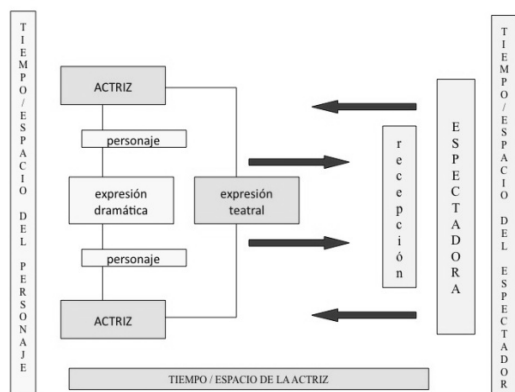 TIEMPO/ESPACIO DEL PERSONAJE
ACTRIZ
personaje
expresión
dramática
expresión
teatral
personaje
ACTRIZ
recepción
ESPECTADORA
TIEMPO/ESPACIO DEL ESPECTADOR
TIEMPO / ESPACIO DE LA ACTRIZ